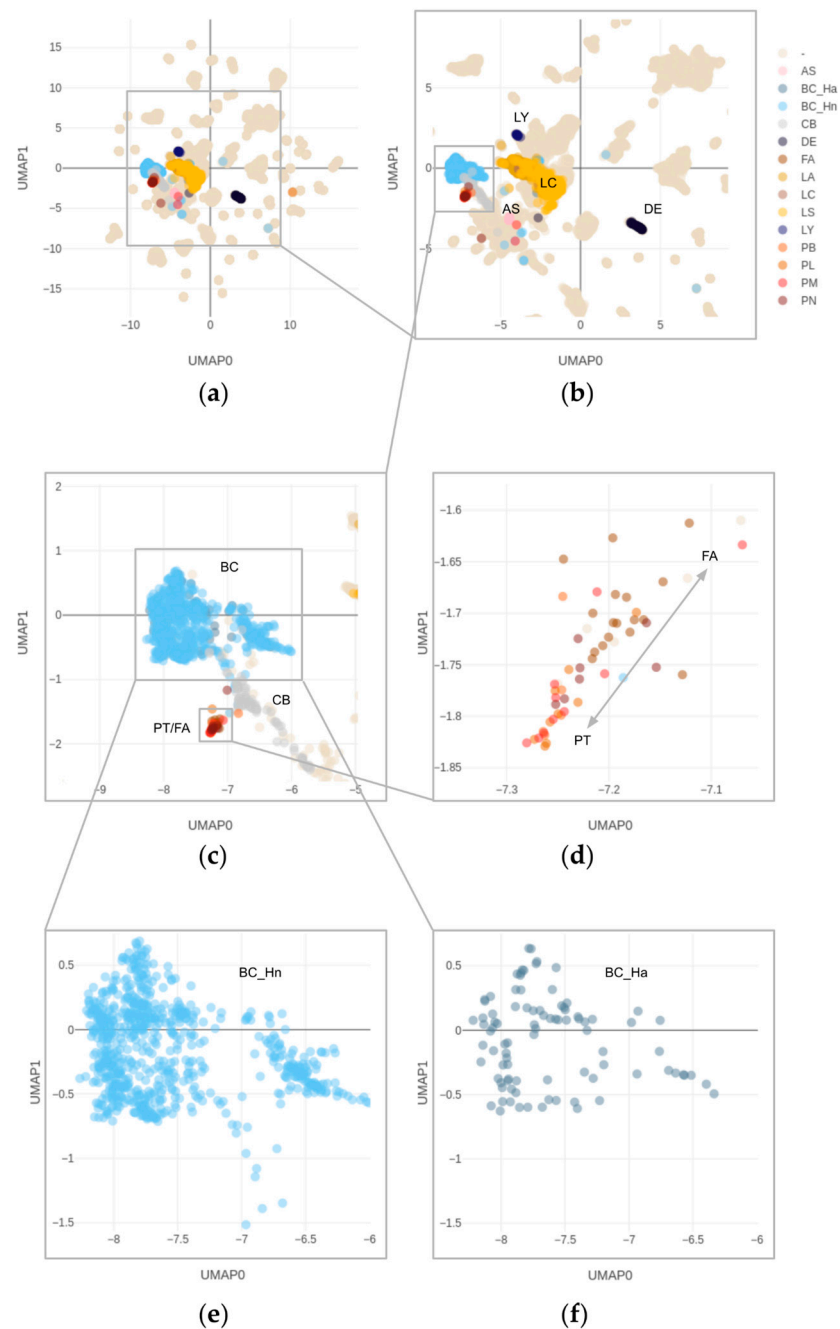 15
10
5
0
−5
−10
−15
−10
0
10
UMAP1
UMAP0
(a)
5
0
−5
−5
0
5
LY
LC
AS
DE
UMAP1
UMAP0
(b)
-
AS
BC_Ha
BC_Hn
CB
DE
FA
LA
LC
LS
LY
PB
PL
PM
PN
2
1
0
−1
−2
−9
−8
−7
−6
−5
BC
CB
PT/FA
UMAP1
UMAP0
(c)
−1.6
−1.65
−1.7
−1.75
−1.8
−1.85
−7.3
−7.2
−7.1
FA
PT
UMAP1
UMAP0
(d)
0.5
0
−0.5
−1
−1.5
−8
−7.5
−7
−6.5
−6
BC_Hn
UMAP1
UMAP0
(e)
0.5
0
−0.5
−1
−1.5
−8
−7.5
−7
−6.5
−6
BC_Ha
UMAP1
UMAP0
(f)